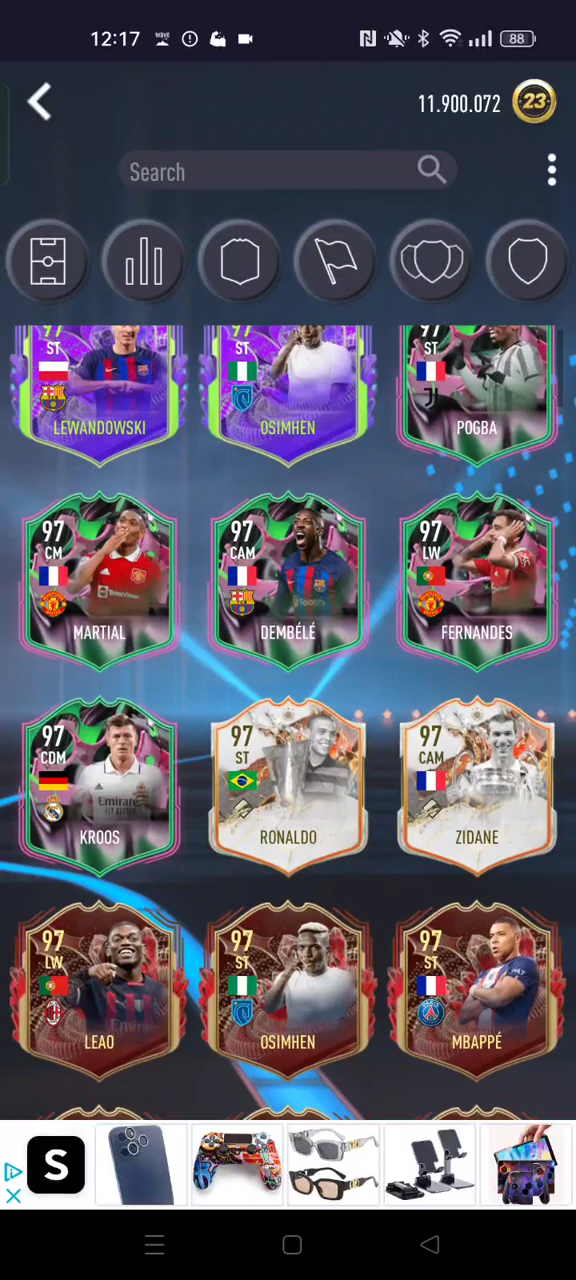 12:17
88
11.900.072
23
Search
97 97 97
ST ST ST
LEWANDOWSKI OSIMHEN POGBA
97 97 97
CM CAM LW
MARTIAL DEMBÉLÉ FERNANDES
97 97 97
CDM ST CAM
KROOS RONALDO ZIDANE
97 97 97
LW ST ST
LEAO OSIMHEN MBAPPÉ
S